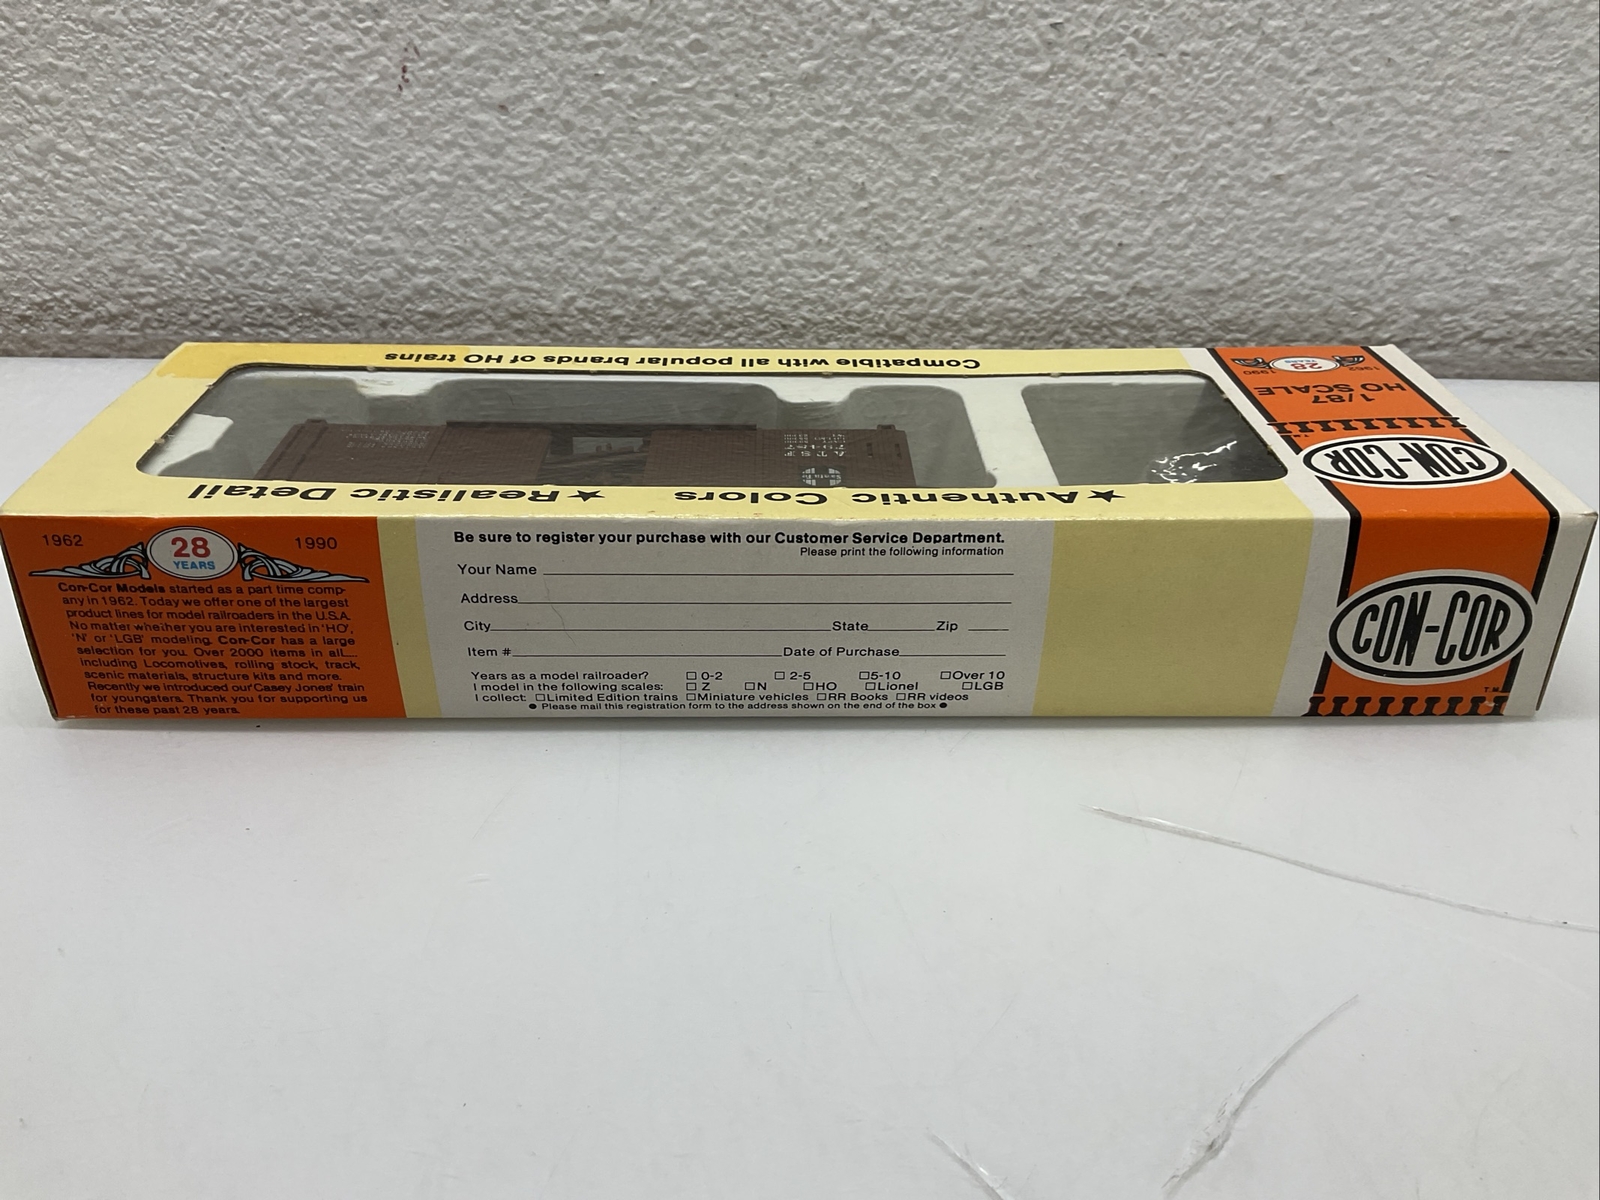 Compatible with all popular brands of HO trains
1962 28 YEARS 1990
1/87
HO SCALE
CON-COR
A T S F
Santa Fe
★ Authentic Colors ★ Realistic Detail
1962 28 YEARS 1990
Con-Cor Models started as a part time comp-
any in 1962. Today we offer one of the largest
product lines for model railroaders in the U.S.A.
No matter whether you are interested in 'HO',
'N' or 'LGB' modeling. Con-Cor has a large
selection for you. Over 2000 items in all...
including Locomotives, rolling stock, track,
scenic materials, structure kits and more.
Recently we introduced our 'Casey Jones' train
for youngsters. Thank you for supporting us
for these past 28 years.
Be sure to register your purchase with our Customer Service Department.
Please print the following information
Your Name
Address
City State Zip
Item # Date of Purchase
Years as a model railroader? □ 0-2 □ 2-5 □ 5-10 □ Over 10
I model in the following scales: □ Z □ N □ HO □ Lionel □ LGB
I collect: □ Limited Edition trains □ Miniature vehicles □ RR Books □ RR videos
● Please mail this registration form to the address shown on the end of the box ●
CON-COR
T.M.